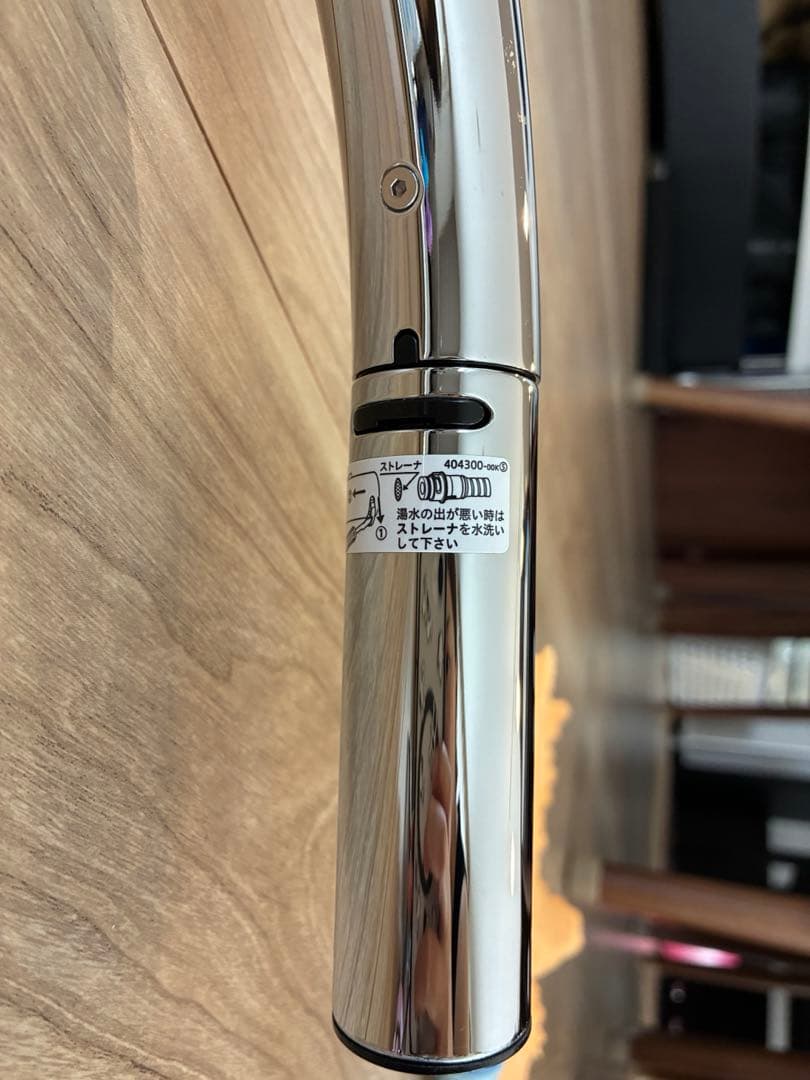 ストレーナ 404300-00KⓈ
湯水の出が悪い時は
ストレーナを水洗い
して下さい
①